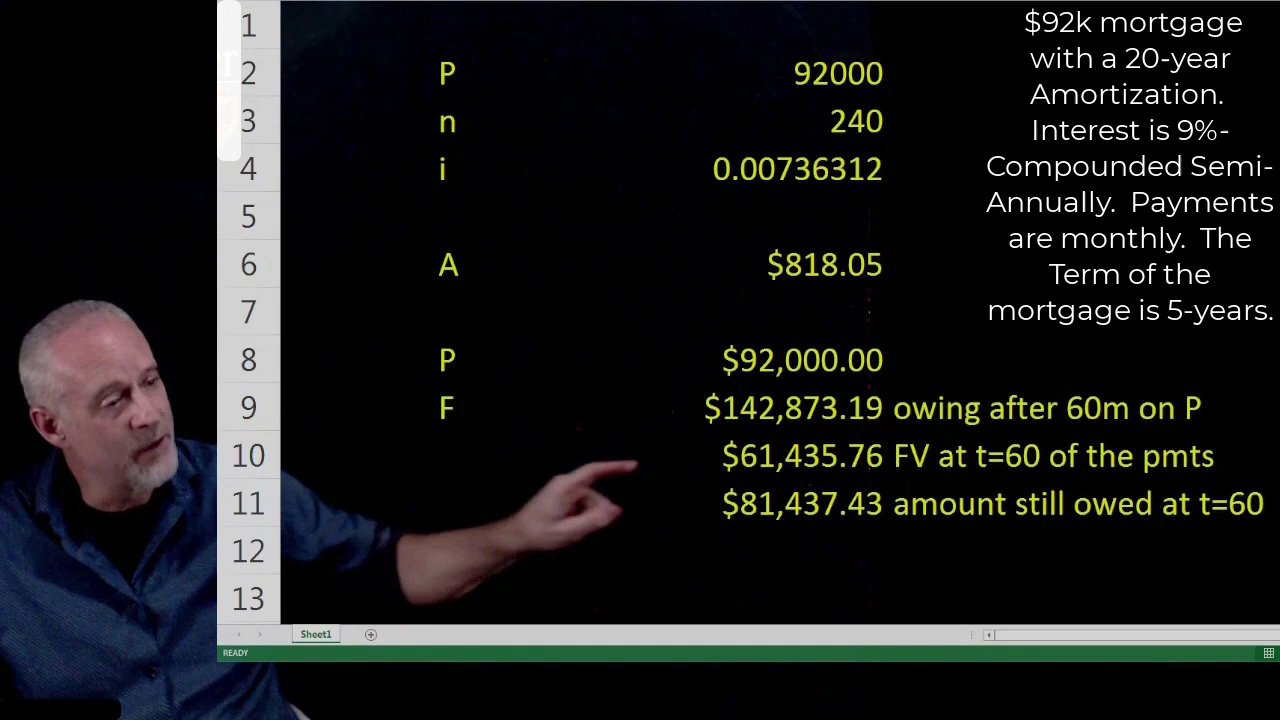 $92k mortgage
with a 20-year
Amortization.
Interest is 9%-
Compounded Semi-
Annually. Payments
are monthly. The
Term of the
mortgage is 5-years.
1
2 P 92000
3 n 240
4 i 0.00736312
5
6 A $818.05
7
8 P $92,000.00
9 F $142,873.19 owing after 60m on P
10 $61,435.76 FV at t=60 of the pmts
11 $81,437.43 amount still owed at t=60
12
13
Sheet1
READY